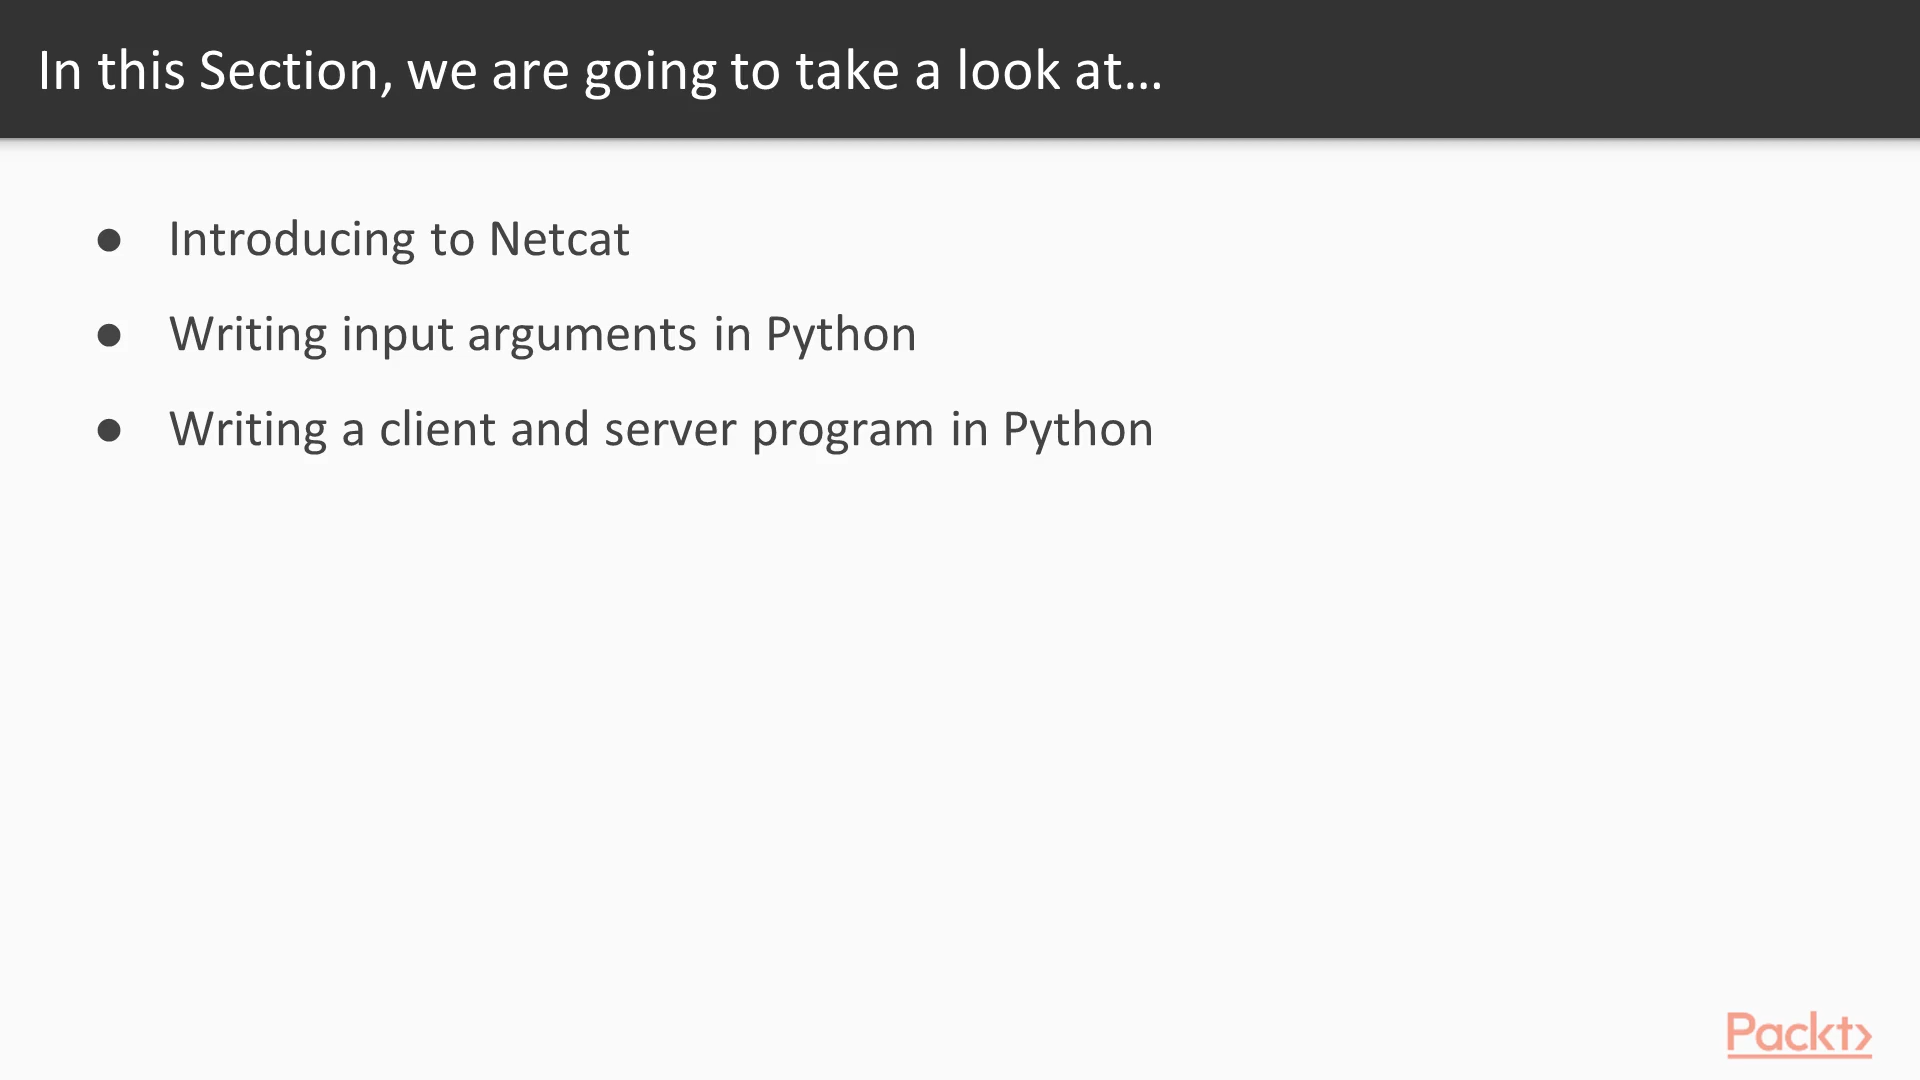 In this Section, we are going to take a look at...
● Introducing to Netcat
● Writing input arguments in Python
● Writing a client and server program in Python
Packt>